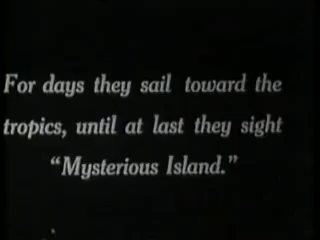 For days they sail toward the
tropics, until at last they sight
“Mysterious Island.”